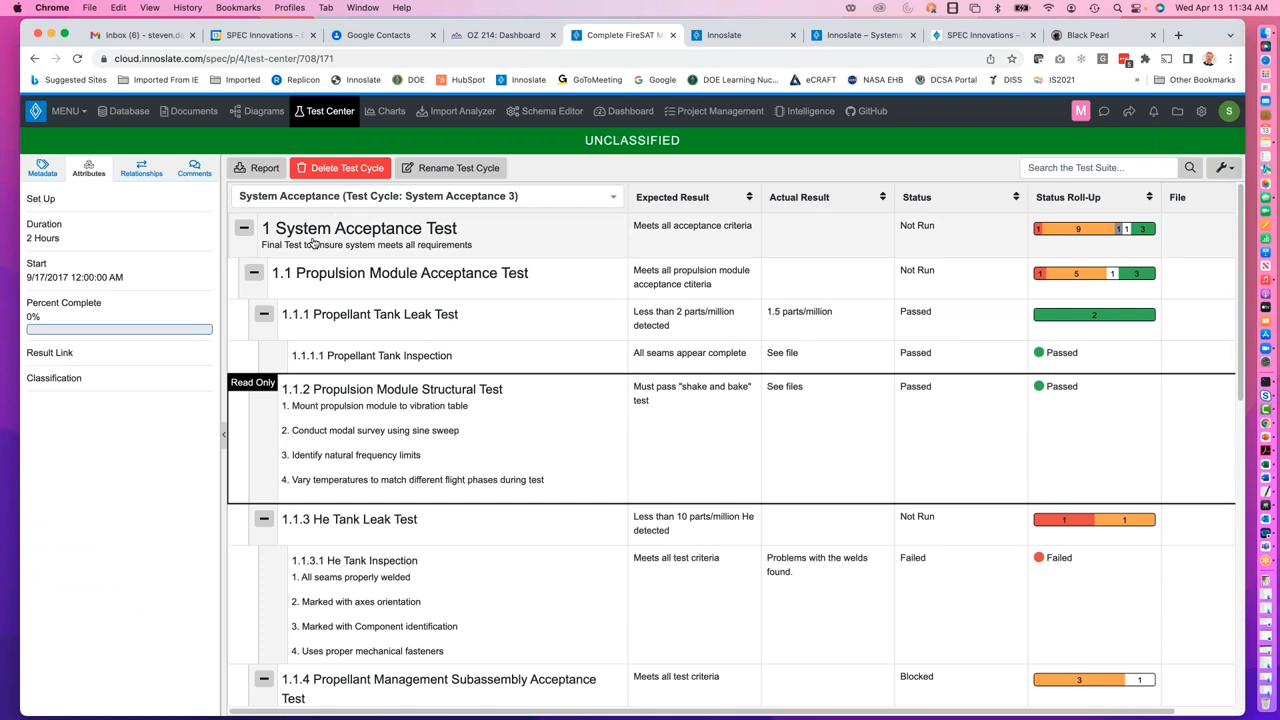 Chrome File Edit View History Bookmarks Profiles Tab Window Help Wed Apr 13 11:34 AM
Inbox (6) - steven.da SPEC Innovations - E Google Contacts OZ 214: Dashboard Complete FireSAT M Innoslate Innoslate – Systems SPEC Innovations – Black Pearl
cloud.innoslate.com/spec/p/4/test-center/708/171
Suggested Sites Imported From IE Imported Replicon Innoslate DOE HubSpot Innoslate GoToMeeting Google DOE Learning Nuc... eCRAFT NASA EHB DCSA Portal DISS IS2021 » Other Bookmarks
MENU Database Documents Diagrams Test Center Charts Import Analyzer Schema Editor Dashboard Project Management Intelligence GitHub M S
UNCLASSIFIED
Metadata Attributes Relationships Comments
Report Delete Test Cycle Rename Test Cycle Search the Test Suite...
Set Up
Duration
2 Hours
Start
9/17/2017 12:00:00 AM
Percent Complete
0%
Result Link
Classification
System Acceptance (Test Cycle: System Acceptance 3) Expected Result Actual Result Status Status Roll-Up File
1 System Acceptance Test Meets all acceptance criteria Not Run 1 9 1 1 3
Final Test to ensure system meets all requirements
1.1 Propulsion Module Acceptance Test Meets all propulsion module Not Run 1 5 1 3
acceptance ctiteria
1.1.1 Propellant Tank Leak Test Less than 2 parts/million 1.5 parts/million Passed 2
detected
1.1.1.1 Propellant Tank Inspection All seams appear complete See file Passed Passed
Read Only
1.1.2 Propulsion Module Structural Test Must pass "shake and bake" See files Passed Passed
test
1. Mount propulsion module to vibration table
2. Conduct modal survey using sine sweep
3. Identify natural frequency limits
4. Vary temperatures to match different flight phases during test
1.1.3 He Tank Leak Test Less than 10 parts/million He Not Run 1 1
detected
1.1.3.1 He Tank Inspection Meets all test criteria Problems with the welds Failed Failed
found.
1. All seams properly welded
2. Marked with axes orientation
3. Marked with Component identification
4. Uses proper mechanical fasteners
1.1.4 Propellant Management Subassembly Acceptance Meets all test criteria Blocked 3 1
Test